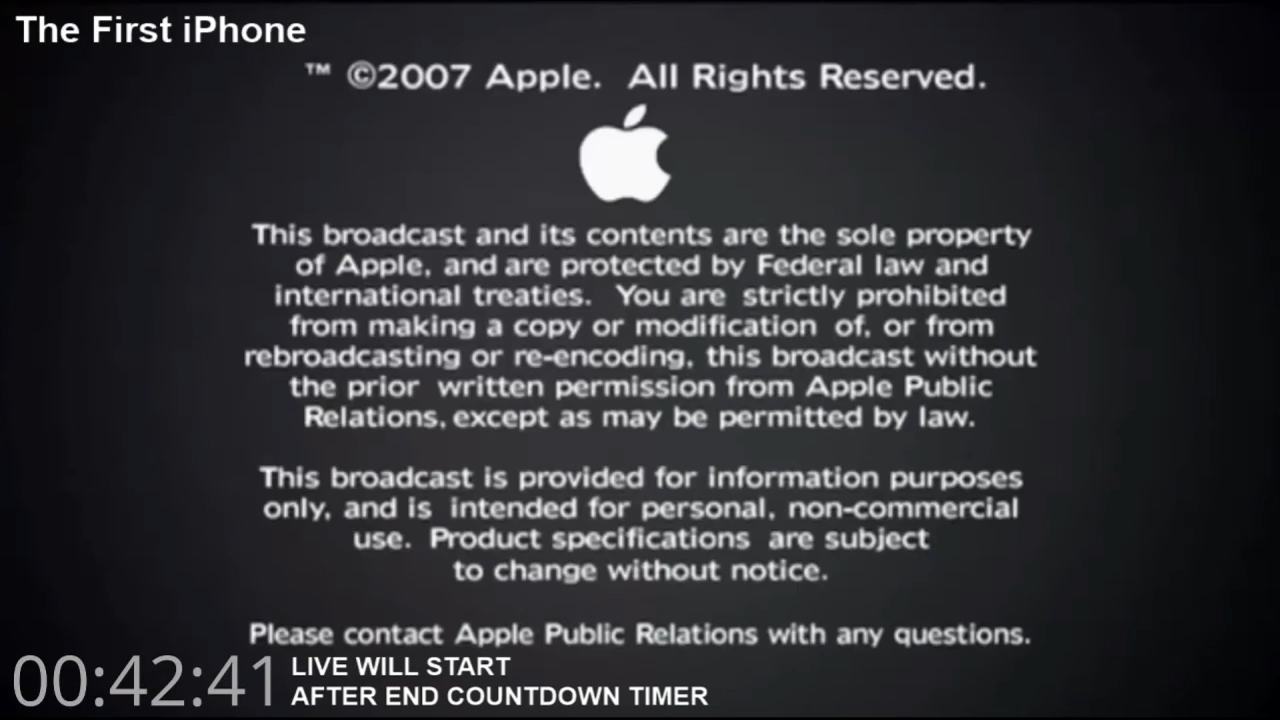 The First iPhone
™ ©2007 Apple. All Rights Reserved.
This broadcast and its contents are the sole property
of Apple, and are protected by Federal law and
international treaties. You are strictly prohibited
from making a copy or modification of, or from
rebroadcasting or re-encoding, this broadcast without
the prior written permission from Apple Public
Relations, except as may be permitted by law.
This broadcast is provided for information purposes
only, and is intended for personal, non-commercial
use. Product specifications are subject
to change without notice.
Please contact Apple Public Relations with any questions.
00:42:41
LIVE WILL START
AFTER END COUNTDOWN TIMER